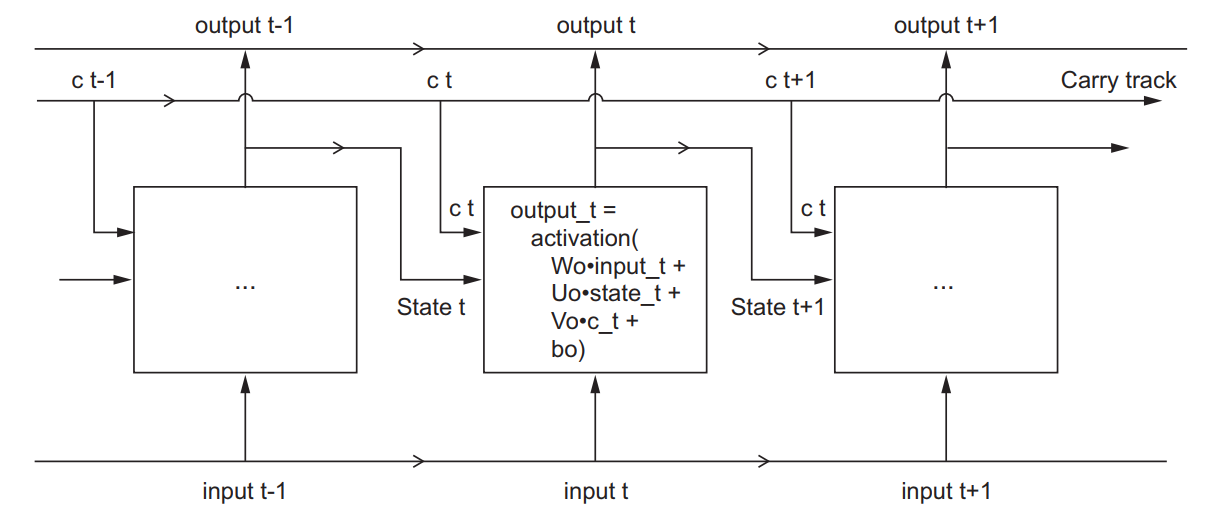 output t-1
output t
output t+1
c t-1
c t
c t+1
Carry track
c t
output_t =
activation(
Wo•input_t +
Uo•state_t +
Vo•c_t +
bo)
c t
...
...
State t
State t+1
input t-1
input t
input t+1